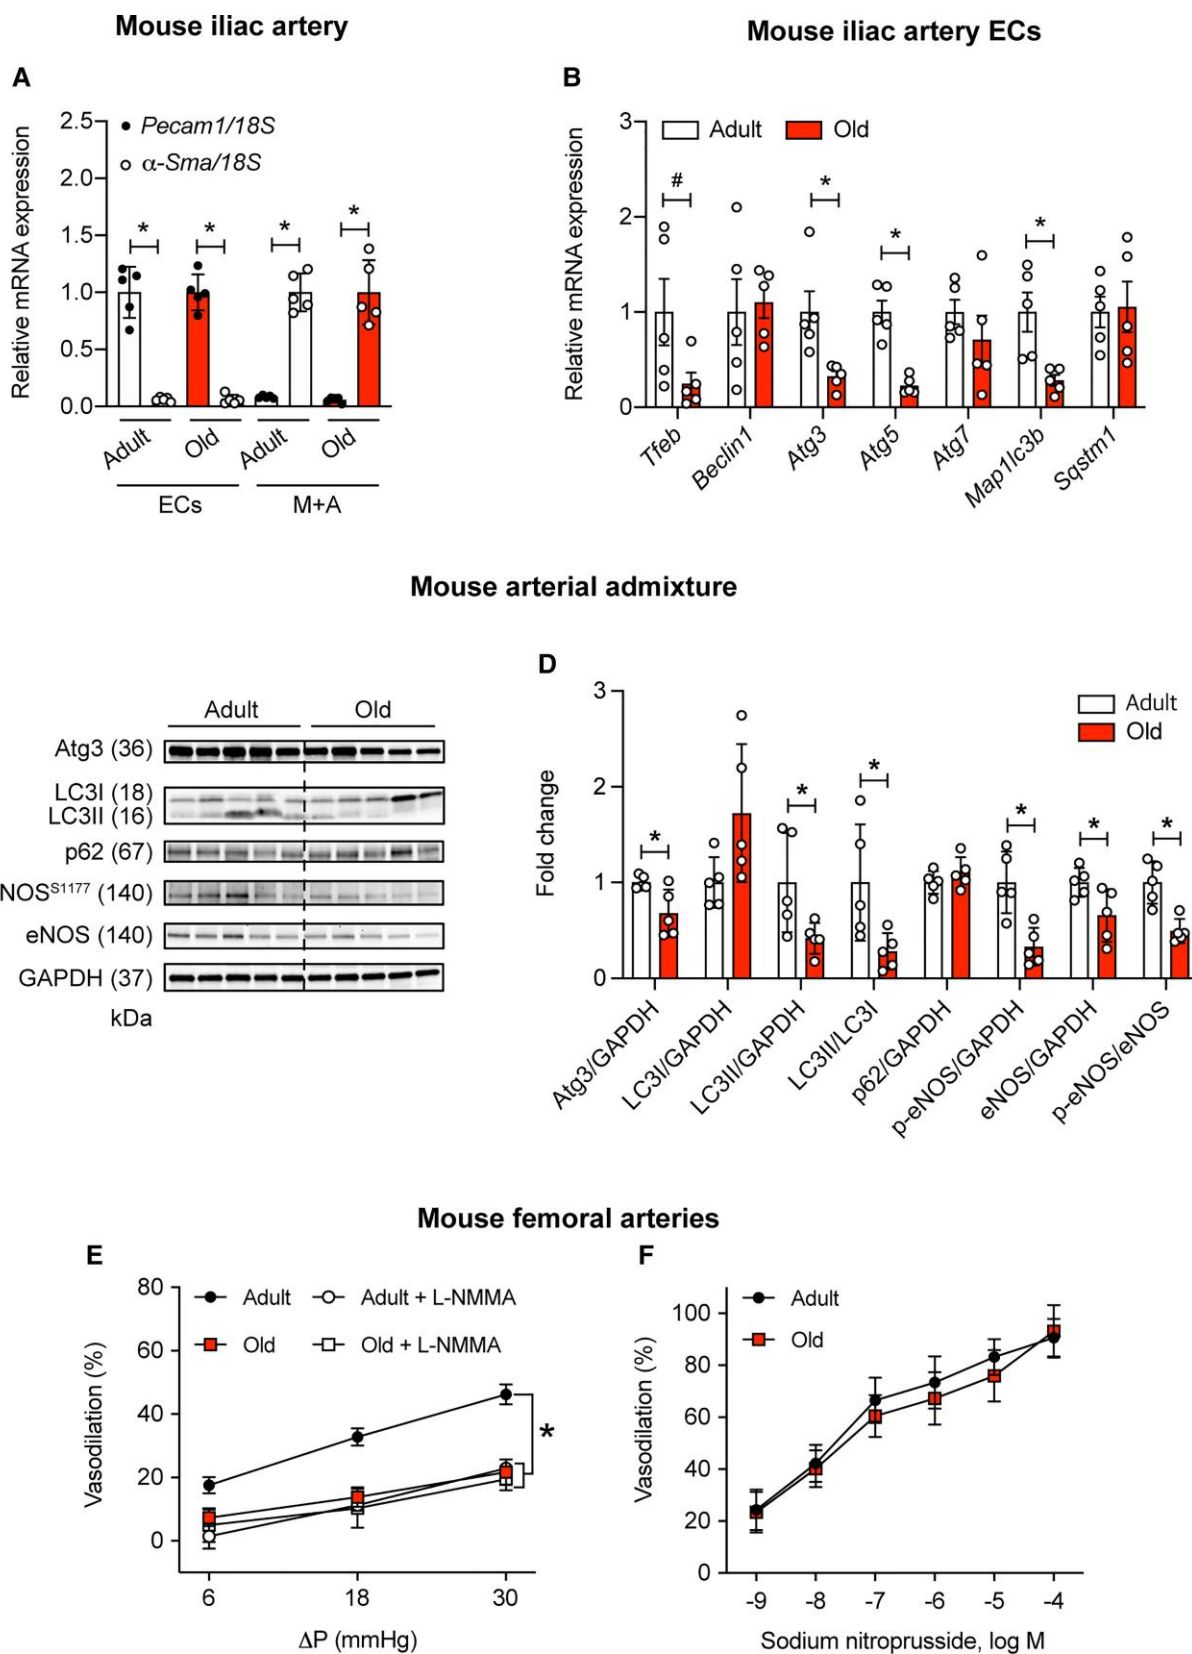 Mouse iliac artery
Mouse iliac artery ECs
A
Relative mRNA expression
2.5
2.0
1.5
1.0
0.5
0.0
Pecam1/18S
α-Sma/18S
* * * *
Adult Old Adult Old
ECs M+A
B
Relative mRNA expression
3
2
1
0
Adult Old
# * * *
Tfeb Beclin1 Atg3 Atg5 Atg7 Map1lc3b Sqstm1
Mouse arterial admixture
Adult Old
Atg3 (36)
LC3I (18)
LC3II (16)
p62 (67)
NOS^S1177 (140)
eNOS (140)
GAPDH (37)
kDa
D
Fold change
3
2
1
0
Adult
Old
* * * * * *
Atg3/GAPDH LC3I/GAPDH LC3II/GAPDH LC3II/LC3I p62/GAPDH p-eNOS/GAPDH eNOS/GAPDH p-eNOS/eNOS
Mouse femoral arteries
E
Vasodilation (%)
80
60
40
20
0
Adult Adult + L-NMMA
Old Old + L-NMMA
*
6 18 30
ΔP (mmHg)
F
Vasodilation (%)
100
80
60
40
20
0
Adult
Old
-9 -8 -7 -6 -5 -4
Sodium nitroprusside, log M